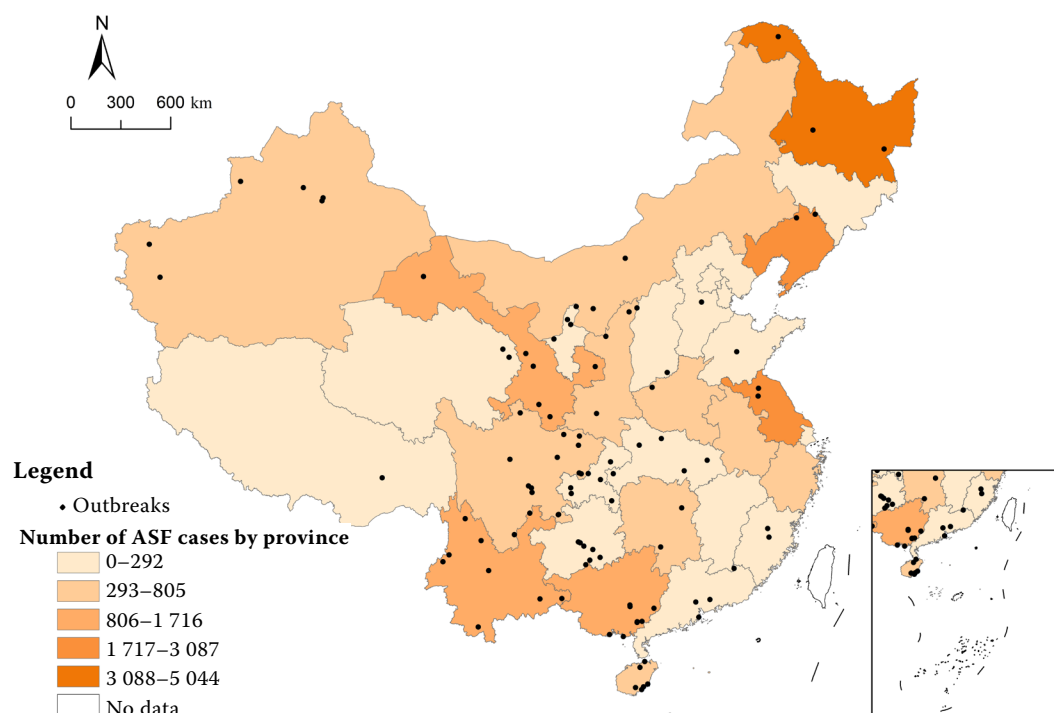 N
0 300 600 km
Legend
Outbreaks
Number of ASF cases by province
0–292
293–805
806–1 716
1 717–3 087
3 088–5 044
No data